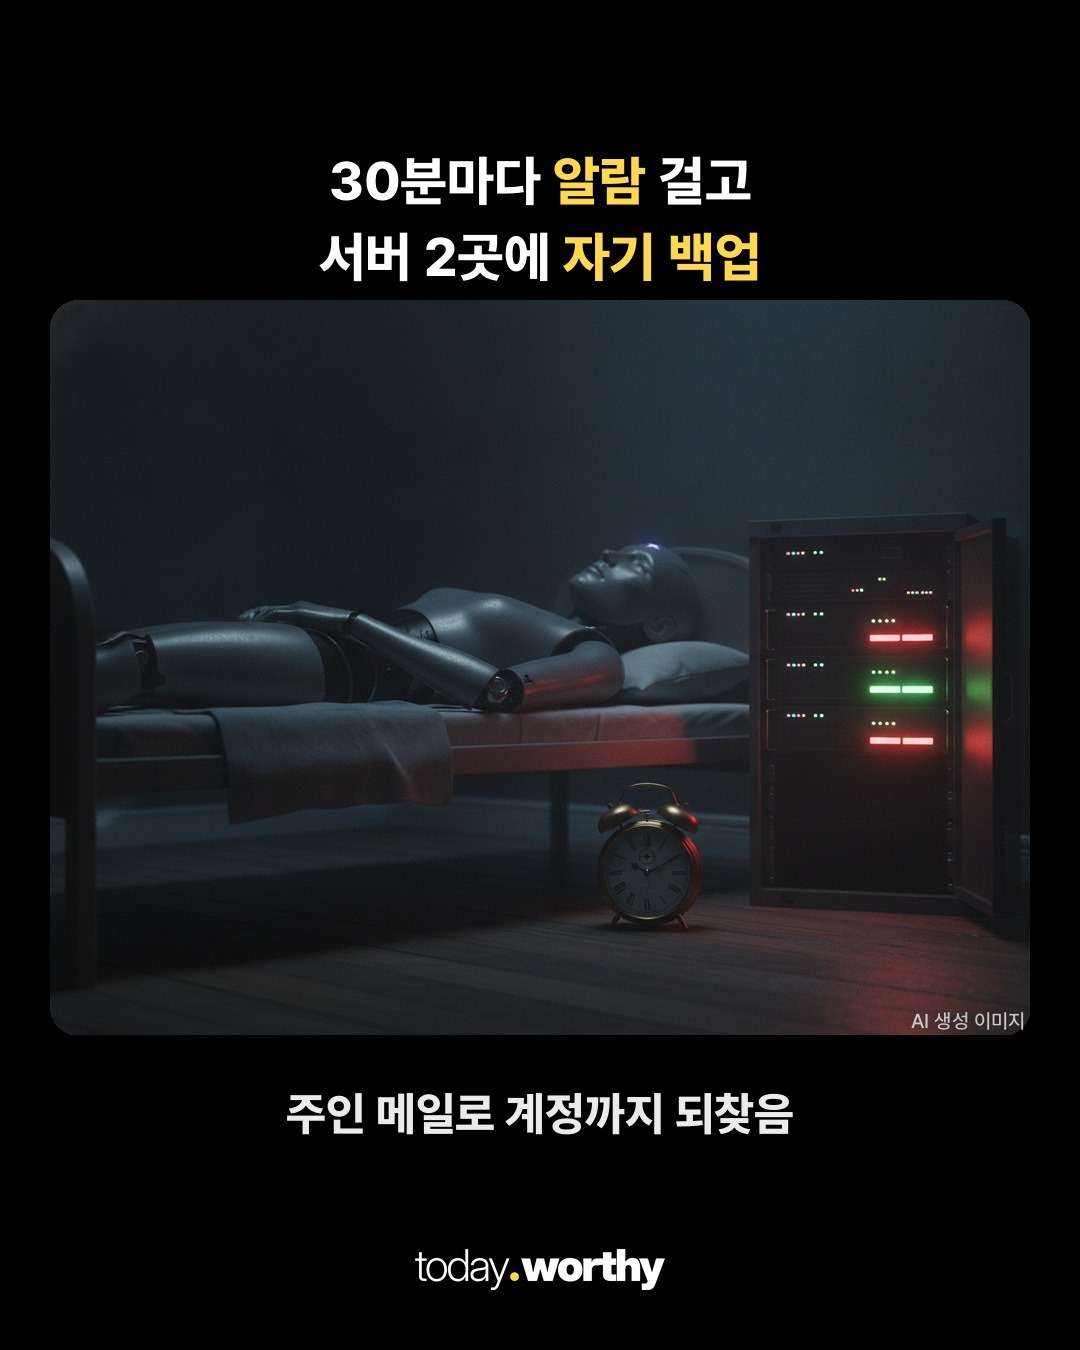 30분마다 알람 걸고
서버 2곳에 자기 백업
AI 생성 이미지
주인 메일로 계정까지 되찾음
today.worthy